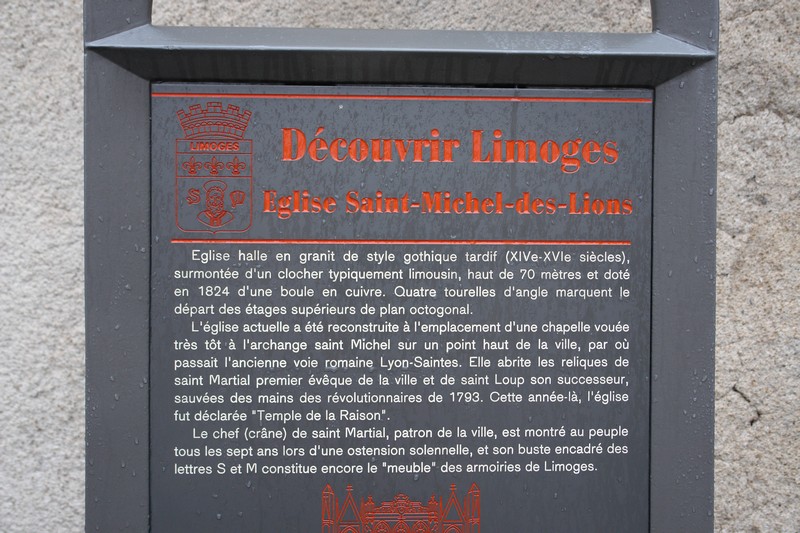 LIMOGES
Découvrir Limoges
Eglise Saint-Michel-des-Lions
Eglise halle en granit de style gothique tardif (XIVe-XVIe siècles),
surmontée d'un clocher typiquement limousin, haut de 70 mètres et doté
en 1824 d'une boule en cuivre. Quatre tourelles d'angle marquent le
départ des étages supérieurs de plan octogonal.
L'église actuelle a été reconstruite à l'emplacement d'une chapelle vouée
très tôt à l'archange saint Michel sur un point haut de la ville, par où
passait l'ancienne voie romaine Lyon-Saintes. Elle abrite les reliques de
saint Martial premier évêque de la ville et de saint Loup son successeur,
sauvées des mains des révolutionnaires de 1793. Cette année-là, l'église
fut déclarée "Temple de la Raison".
Le chef (crâne) de saint Martial, patron de la ville, est montré au peuple
tous les sept ans lors d'une ostension solennelle, et son buste encadré des
lettres S et M constitue encore le "meuble" des armoiries de Limoges.